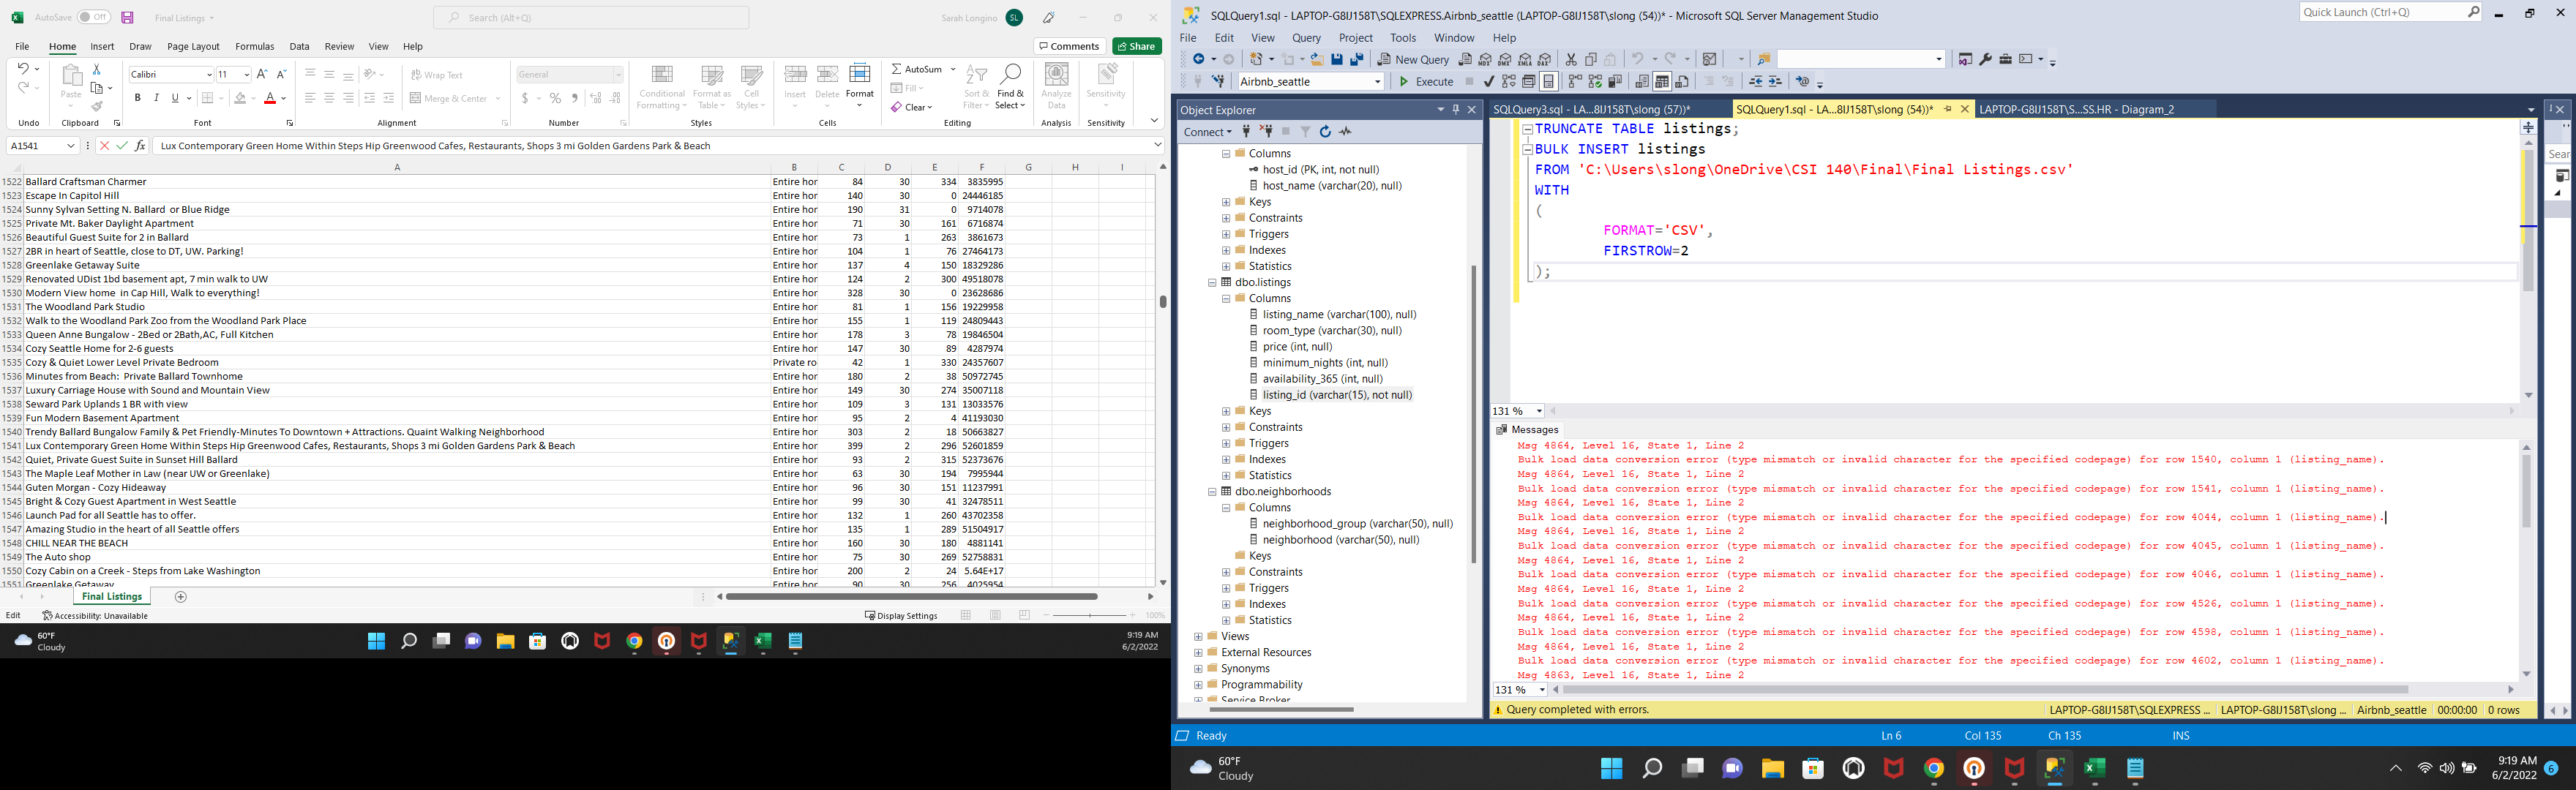 AutoSave Off Final Listings Search (Alt+Q) Sarah Longino SL
File Home Insert Draw Page Layout Formulas Data Review View Help Comments Share
Calibri 11 Wrap Text General AutoSum
Paste B I U Merge & Center $ % Conditional Formatting Format as Table Cell Styles Insert Delete Format Fill Clear Sort & Filter Find & Select Analyze Data Sensitivity
Undo Clipboard Font Alignment Number Styles Cells Editing Analysis Sensitivity
A1541 fx Lux Contemporary Green Home Within Steps Hip Greenwood Cafes, Restaurants, Shops 3 mi Golden Gardens Park & Beach
A B C D E F G H I
1522 Ballard Craftsman Charmer Entire hor 84 30 334 3835995
1523 Escape In Capitol Hill Entire hor 140 30 0 24446185
1524 Sunny Sylvan Setting N. Ballard or Blue Ridge Entire hor 190 31 0 9714078
1525 Private Mt. Baker Daylight Apartment Entire hor 71 30 161 6716874
1526 Beautiful Guest Suite for 2 in Ballard Entire hor 73 1 263 3861673
1527 2BR in heart of Seattle, close to DT, UW. Parking! Entire hor 104 1 76 27464173
1528 Greenlake Getaway Suite Entire hor 137 4 150 18329286
1529 Renovated UDist 1bd basement apt, 7 min walk to UW Entire hor 124 2 300 49518078
1530 Modern View home in Cap Hill, Walk to everything! Entire hor 328 30 0 23628686
1531 The Woodland Park Studio Entire hor 81 1 156 19229958
1532 Walk to the Woodland Park Zoo from the Woodland Park Place Entire hor 155 1 119 24809443
1533 Queen Anne Bungalow - 2Bed or 2Bath,AC, Full Kitchen Entire hor 178 3 78 19846504
1534 Cozy Seattle Home for 2-6 guests Entire hor 147 30 89 4287974
1535 Cozy & Quiet Lower Level Private Bedroom Private ro 42 1 330 24357607
1536 Minutes from Beach: Private Ballard Townhome Entire hor 180 2 38 50972745
1537 Luxury Carriage House with Sound and Mountain View Entire hor 149 30 274 35007118
1538 Seward Park Uplands 1 BR with view Entire hor 109 3 131 13033576
1539 Fun Modern Basement Apartment Entire hor 95 2 4 41193030
1540 Trendy Ballard Bungalow Family & Pet Friendly-Minutes To Downtown + Attractions. Quaint Walking Neighborhood Entire hor 303 2 18 50663827
1541 Lux Contemporary Green Home Within Steps Hip Greenwood Cafes, Restaurants, Shops 3 mi Golden Gardens Park & Beach Entire hor 399 2 296 52601859
1542 Quiet, Private Guest Suite in Sunset Hill Ballard Entire hor 93 2 315 52373676
1543 The Maple Leaf Mother in Law (near UW or Greenlake) Entire hor 63 30 194 7995944
1544 Guten Morgan - Cozy Hideaway Entire hor 96 30 151 11237991
1545 Bright & Cozy Guest Apartment in West Seattle Entire hor 99 30 41 32478511
1546 Launch Pad for all Seattle has to offer. Entire hor 132 1 260 43702358
1547 Amazing Studio in the heart of all Seattle offers Entire hor 135 1 289 51504917
1548 CHILL NEAR THE BEACH Entire hor 160 30 180 4881141
1549 The Auto shop Entire hor 75 30 269 52758831
1550 Cozy Cabin on a Creek - Steps from Lake Washington Entire hor 200 2 24 5.64E+17
1551 Greenlake Getaway Entire hor 90 30 256 4025954
Final Listings
Edit Accessibility: Unavailable Display Settings 100%
60°F
Cloudy
9:19 AM
6/2/2022
SQLQuery1.sql - LAPTOP-G8IJ158T\SQLEXPRESS.Airbnb_seattle (LAPTOP-G8IJ158T\slong (54))* - Microsoft SQL Server Management Studio Quick Launch (Ctrl+Q)
File Edit View Query Project Tools Window Help
New Query
Airbnb_seattle Execute
Object Explorer
Connect
Columns
host_id (PK, int, not null)
host_name (varchar(20), null)
Keys
Constraints
Triggers
Indexes
Statistics
dbo.listings
Columns
listing_name (varchar(100), null)
room_type (varchar(30), null)
price (int, null)
minimum_nights (int, null)
availability_365 (int, null)
listing_id (varchar(15), not null)
Keys
Constraints
Triggers
Indexes
Statistics
dbo.neighborhoods
Columns
neighborhood_group (varchar(50), null)
neighborhood (varchar(50), null)
Keys
Constraints
Triggers
Indexes
Statistics
Views
External Resources
Synonyms
Programmability
Service Broker
SQLQuery3.sql - LA...8IJ158T\slong (57))* SQLQuery1.sql - LA...8IJ158T\slong (54))* LAPTOP-G8IJ158T\S...SS.HR - Diagram_2
TRUNCATE TABLE listings;
BULK INSERT listings
FROM 'C:\Users\slong\OneDrive\CSI 140\Final\Final Listings.csv'
WITH
(
FORMAT='CSV',
FIRSTROW=2
);
Sear
131 %
Messages
Msg 4864, Level 16, State 1, Line 2
Bulk load data conversion error (type mismatch or invalid character for the specified codepage) for row 1540, column 1 (listing_name).
Msg 4864, Level 16, State 1, Line 2
Bulk load data conversion error (type mismatch or invalid character for the specified codepage) for row 1541, column 1 (listing_name).
Msg 4864, Level 16, State 1, Line 2
Bulk load data conversion error (type mismatch or invalid character for the specified codepage) for row 4044, column 1 (listing_name).
Msg 4864, Level 16, State 1, Line 2
Bulk load data conversion error (type mismatch or invalid character for the specified codepage) for row 4045, column 1 (listing_name).
Msg 4864, Level 16, State 1, Line 2
Bulk load data conversion error (type mismatch or invalid character for the specified codepage) for row 4046, column 1 (listing_name).
Msg 4864, Level 16, State 1, Line 2
Bulk load data conversion error (type mismatch or invalid character for the specified codepage) for row 4526, column 1 (listing_name).
Msg 4864, Level 16, State 1, Line 2
Bulk load data conversion error (type mismatch or invalid character for the specified codepage) for row 4598, column 1 (listing_name).
Msg 4864, Level 16, State 1, Line 2
Bulk load data conversion error (type mismatch or invalid character for the specified codepage) for row 4602, column 1 (listing_name).
Msg 4863, Level 16, State 1, Line 2
131 %
Query completed with errors. LAPTOP-G8IJ158T\SQLEXPRESS ... LAPTOP-G8IJ158T\slong ... Airbnb_seattle 00:00:00 0 rows
Ready Ln 6 Col 135 Ch 135 INS
60°F
Cloudy
9:19 AM
6/2/2022
6